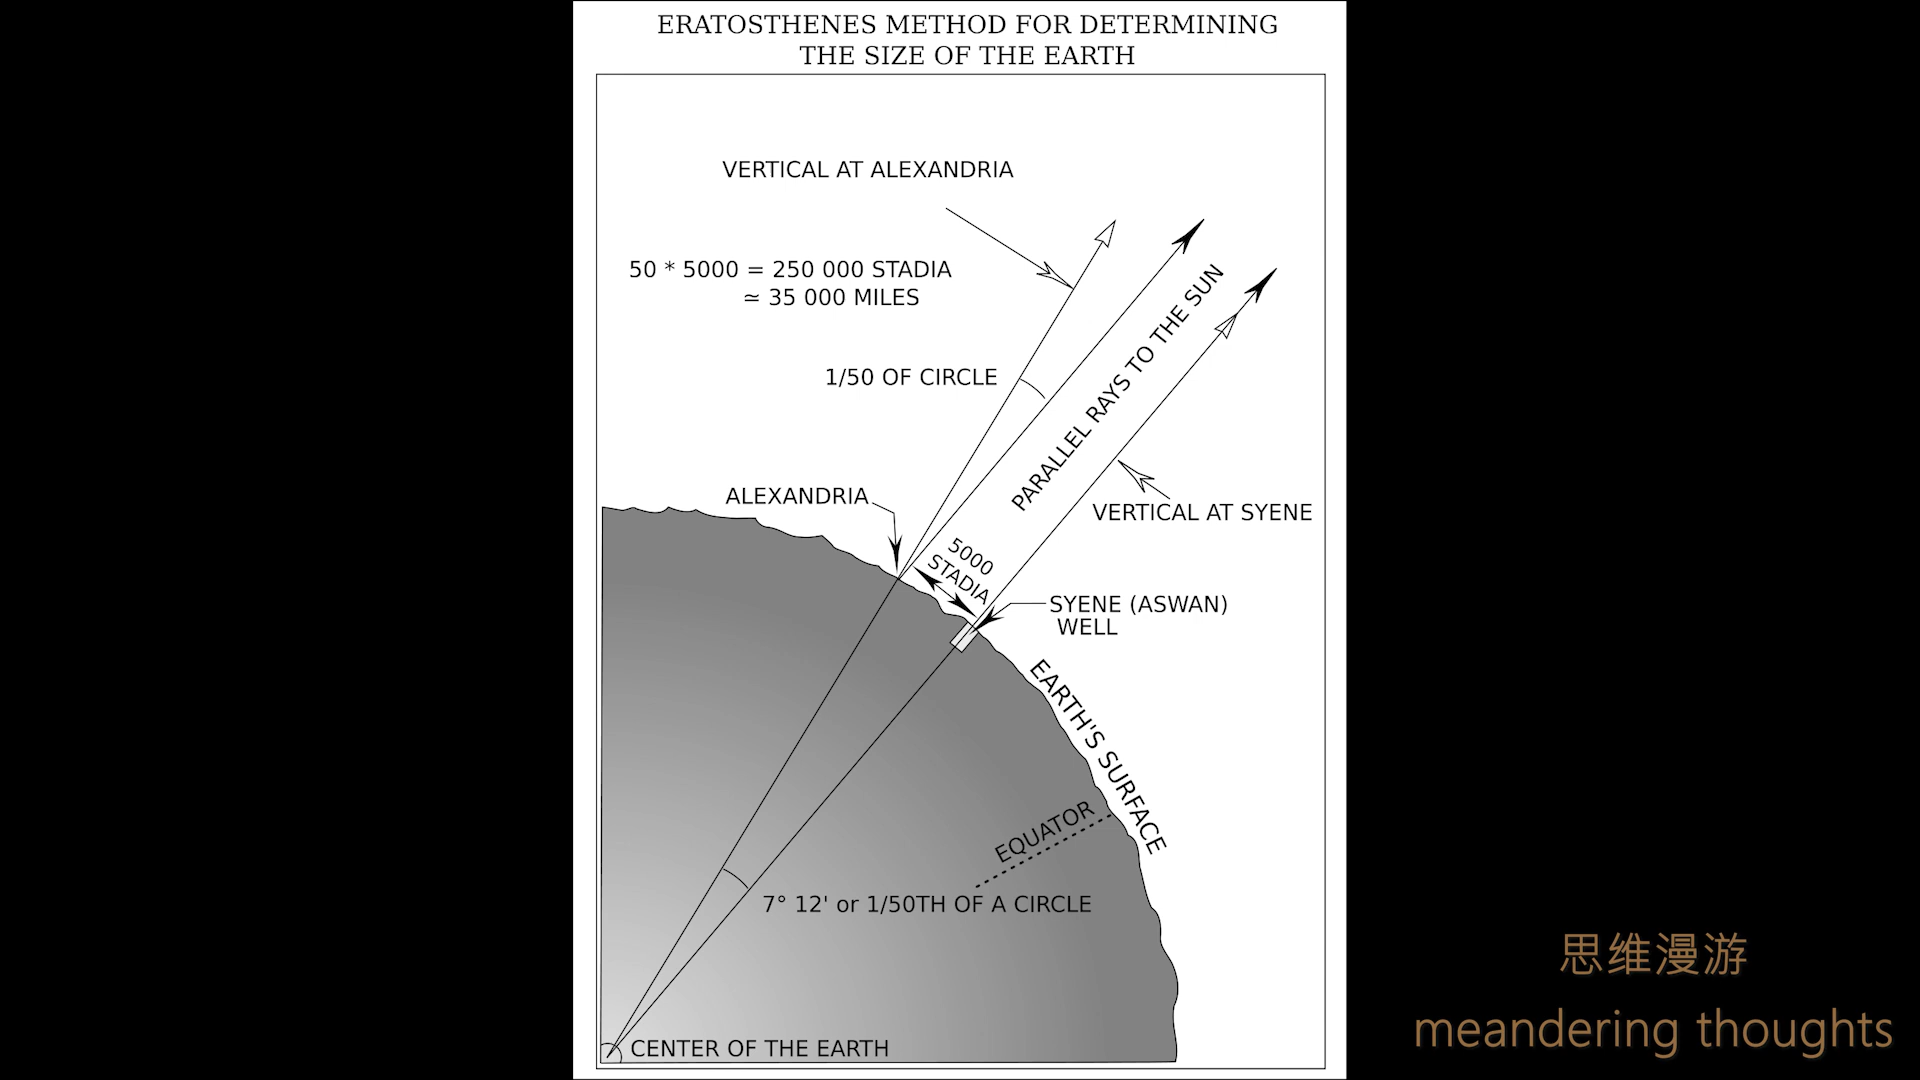 ERATOSTHENES METHOD FOR DETERMINING
THE SIZE OF THE EARTH
VERTICAL AT ALEXANDRIA
50 * 5000 = 250 000 STADIA
≃ 35 000 MILES
1/50 OF CIRCLE
PARALLEL RAYS TO THE SUN
ALEXANDRIA
VERTICAL AT SYENE
5000
STADIA
SYENE (ASWAN)
WELL
EARTH'S SURFACE
EQUATOR
7° 12' or 1/50TH OF A CIRCLE
CENTER OF THE EARTH
思维漫游
meandering thoughts